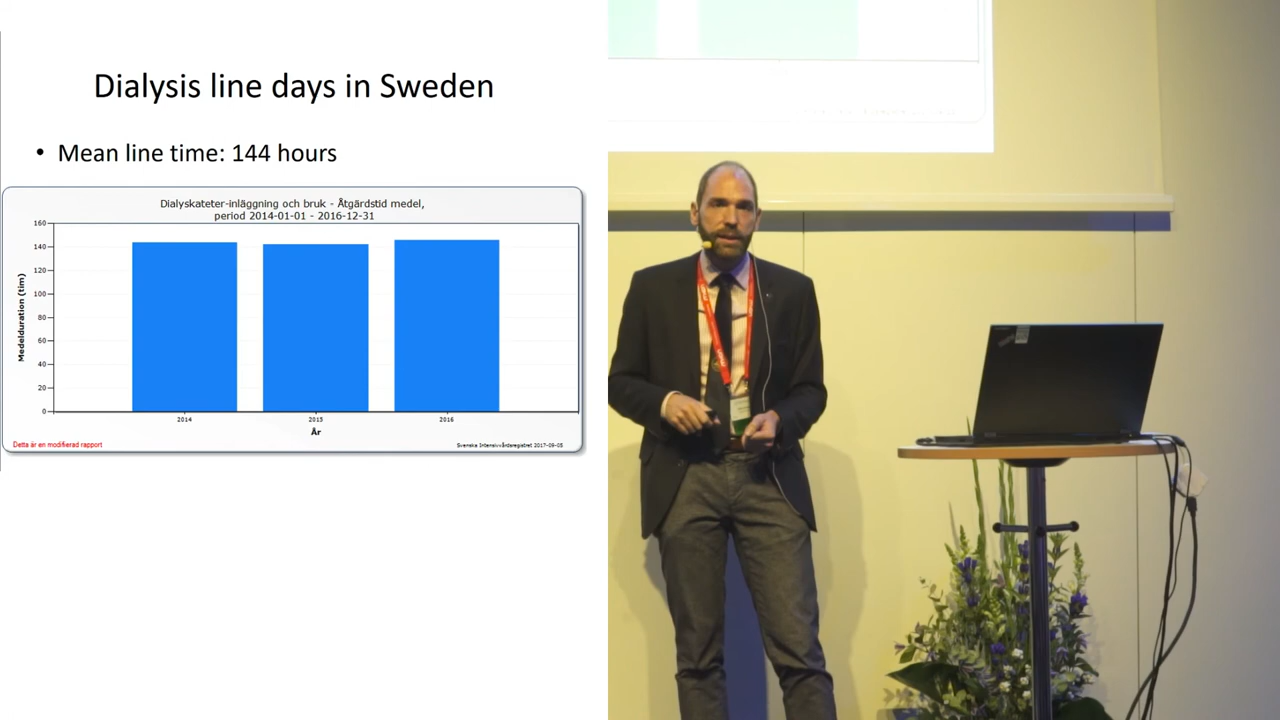 Dialysis line days in Sweden
• Mean line time: 144 hours
Dialyskateter-inläggning och bruk - Åtgärdstid medel,
period 2014-01-01 - 2016-12-31
Medelduration (tim)
160
140
120
100
80
60
40
20
0
2014
2015
2016
År
Detta är en modifierad rapport
Svenska Intensivvårdsregistret 2017-09-05